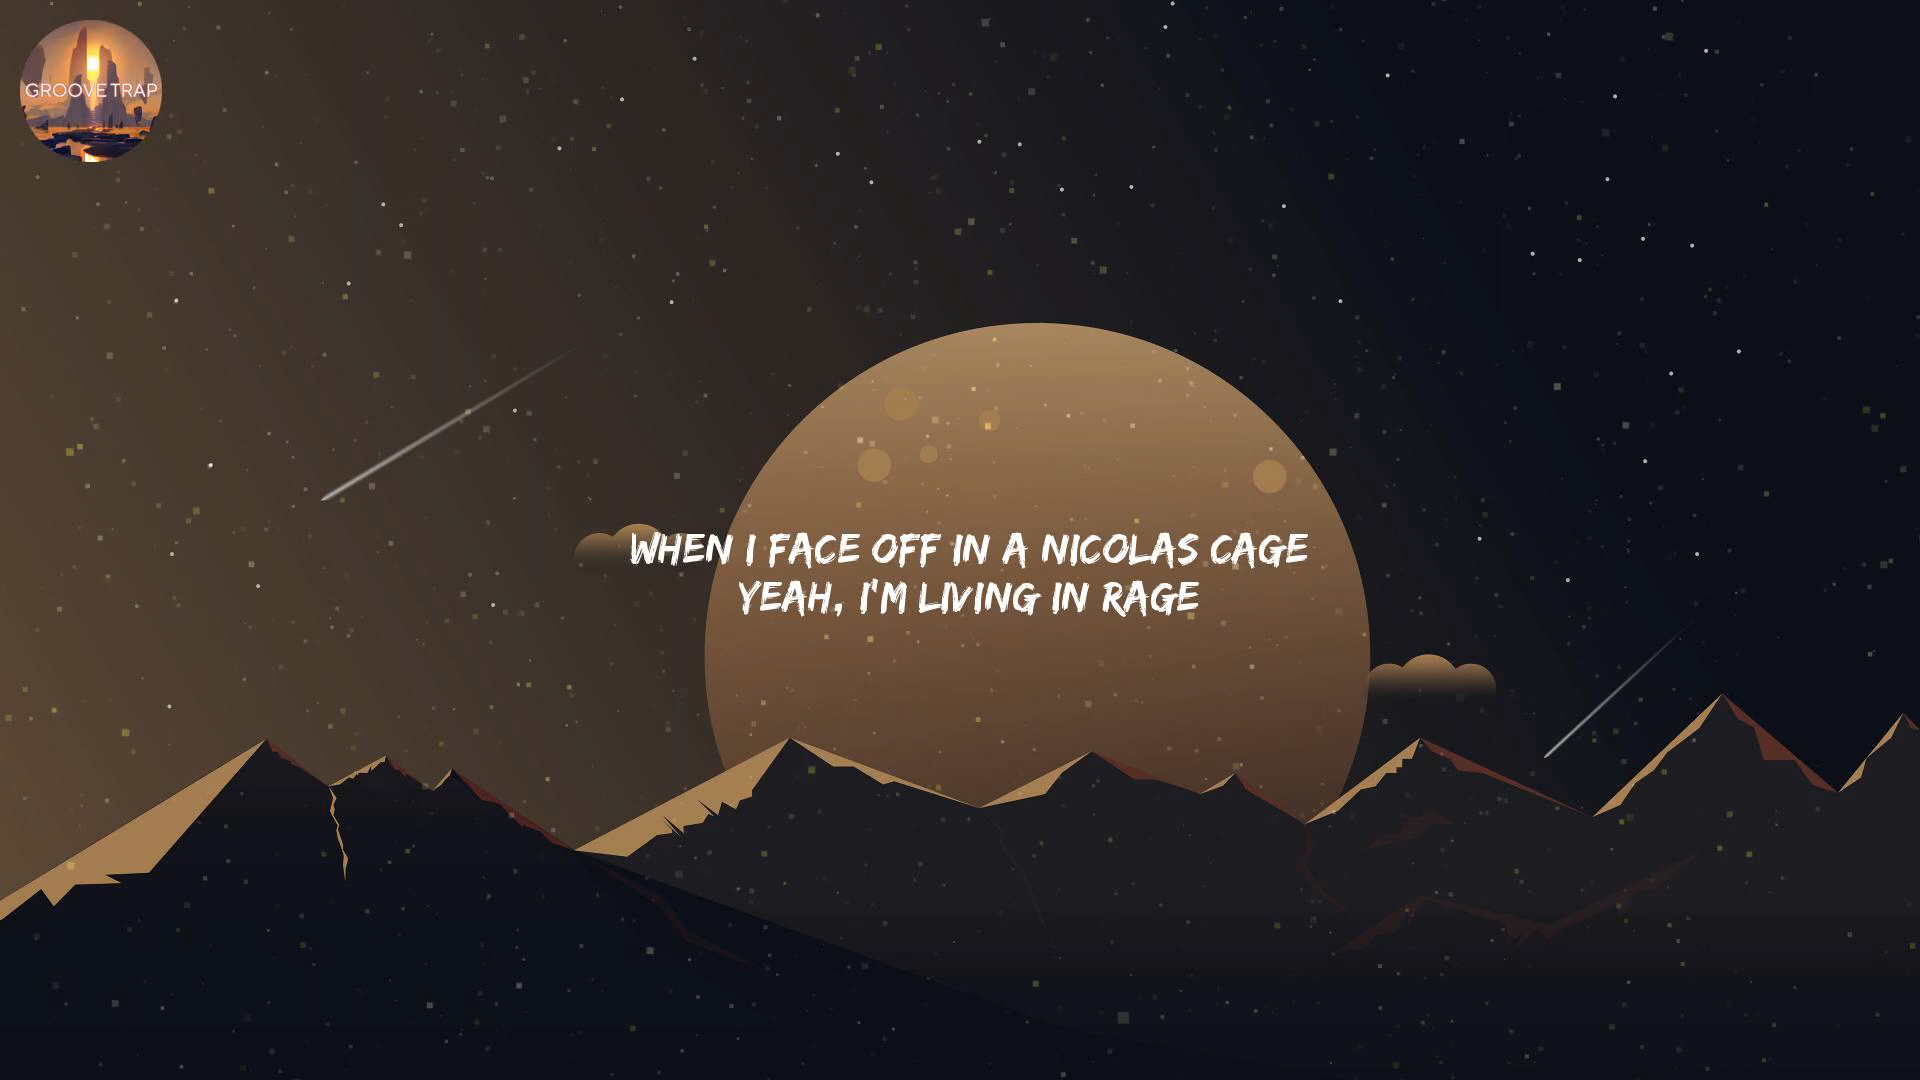 GROOVE TRAP
WHEN I FACE OFF IN A NICOLAS CAGE
YEAH, I'M LIVING IN RAGE